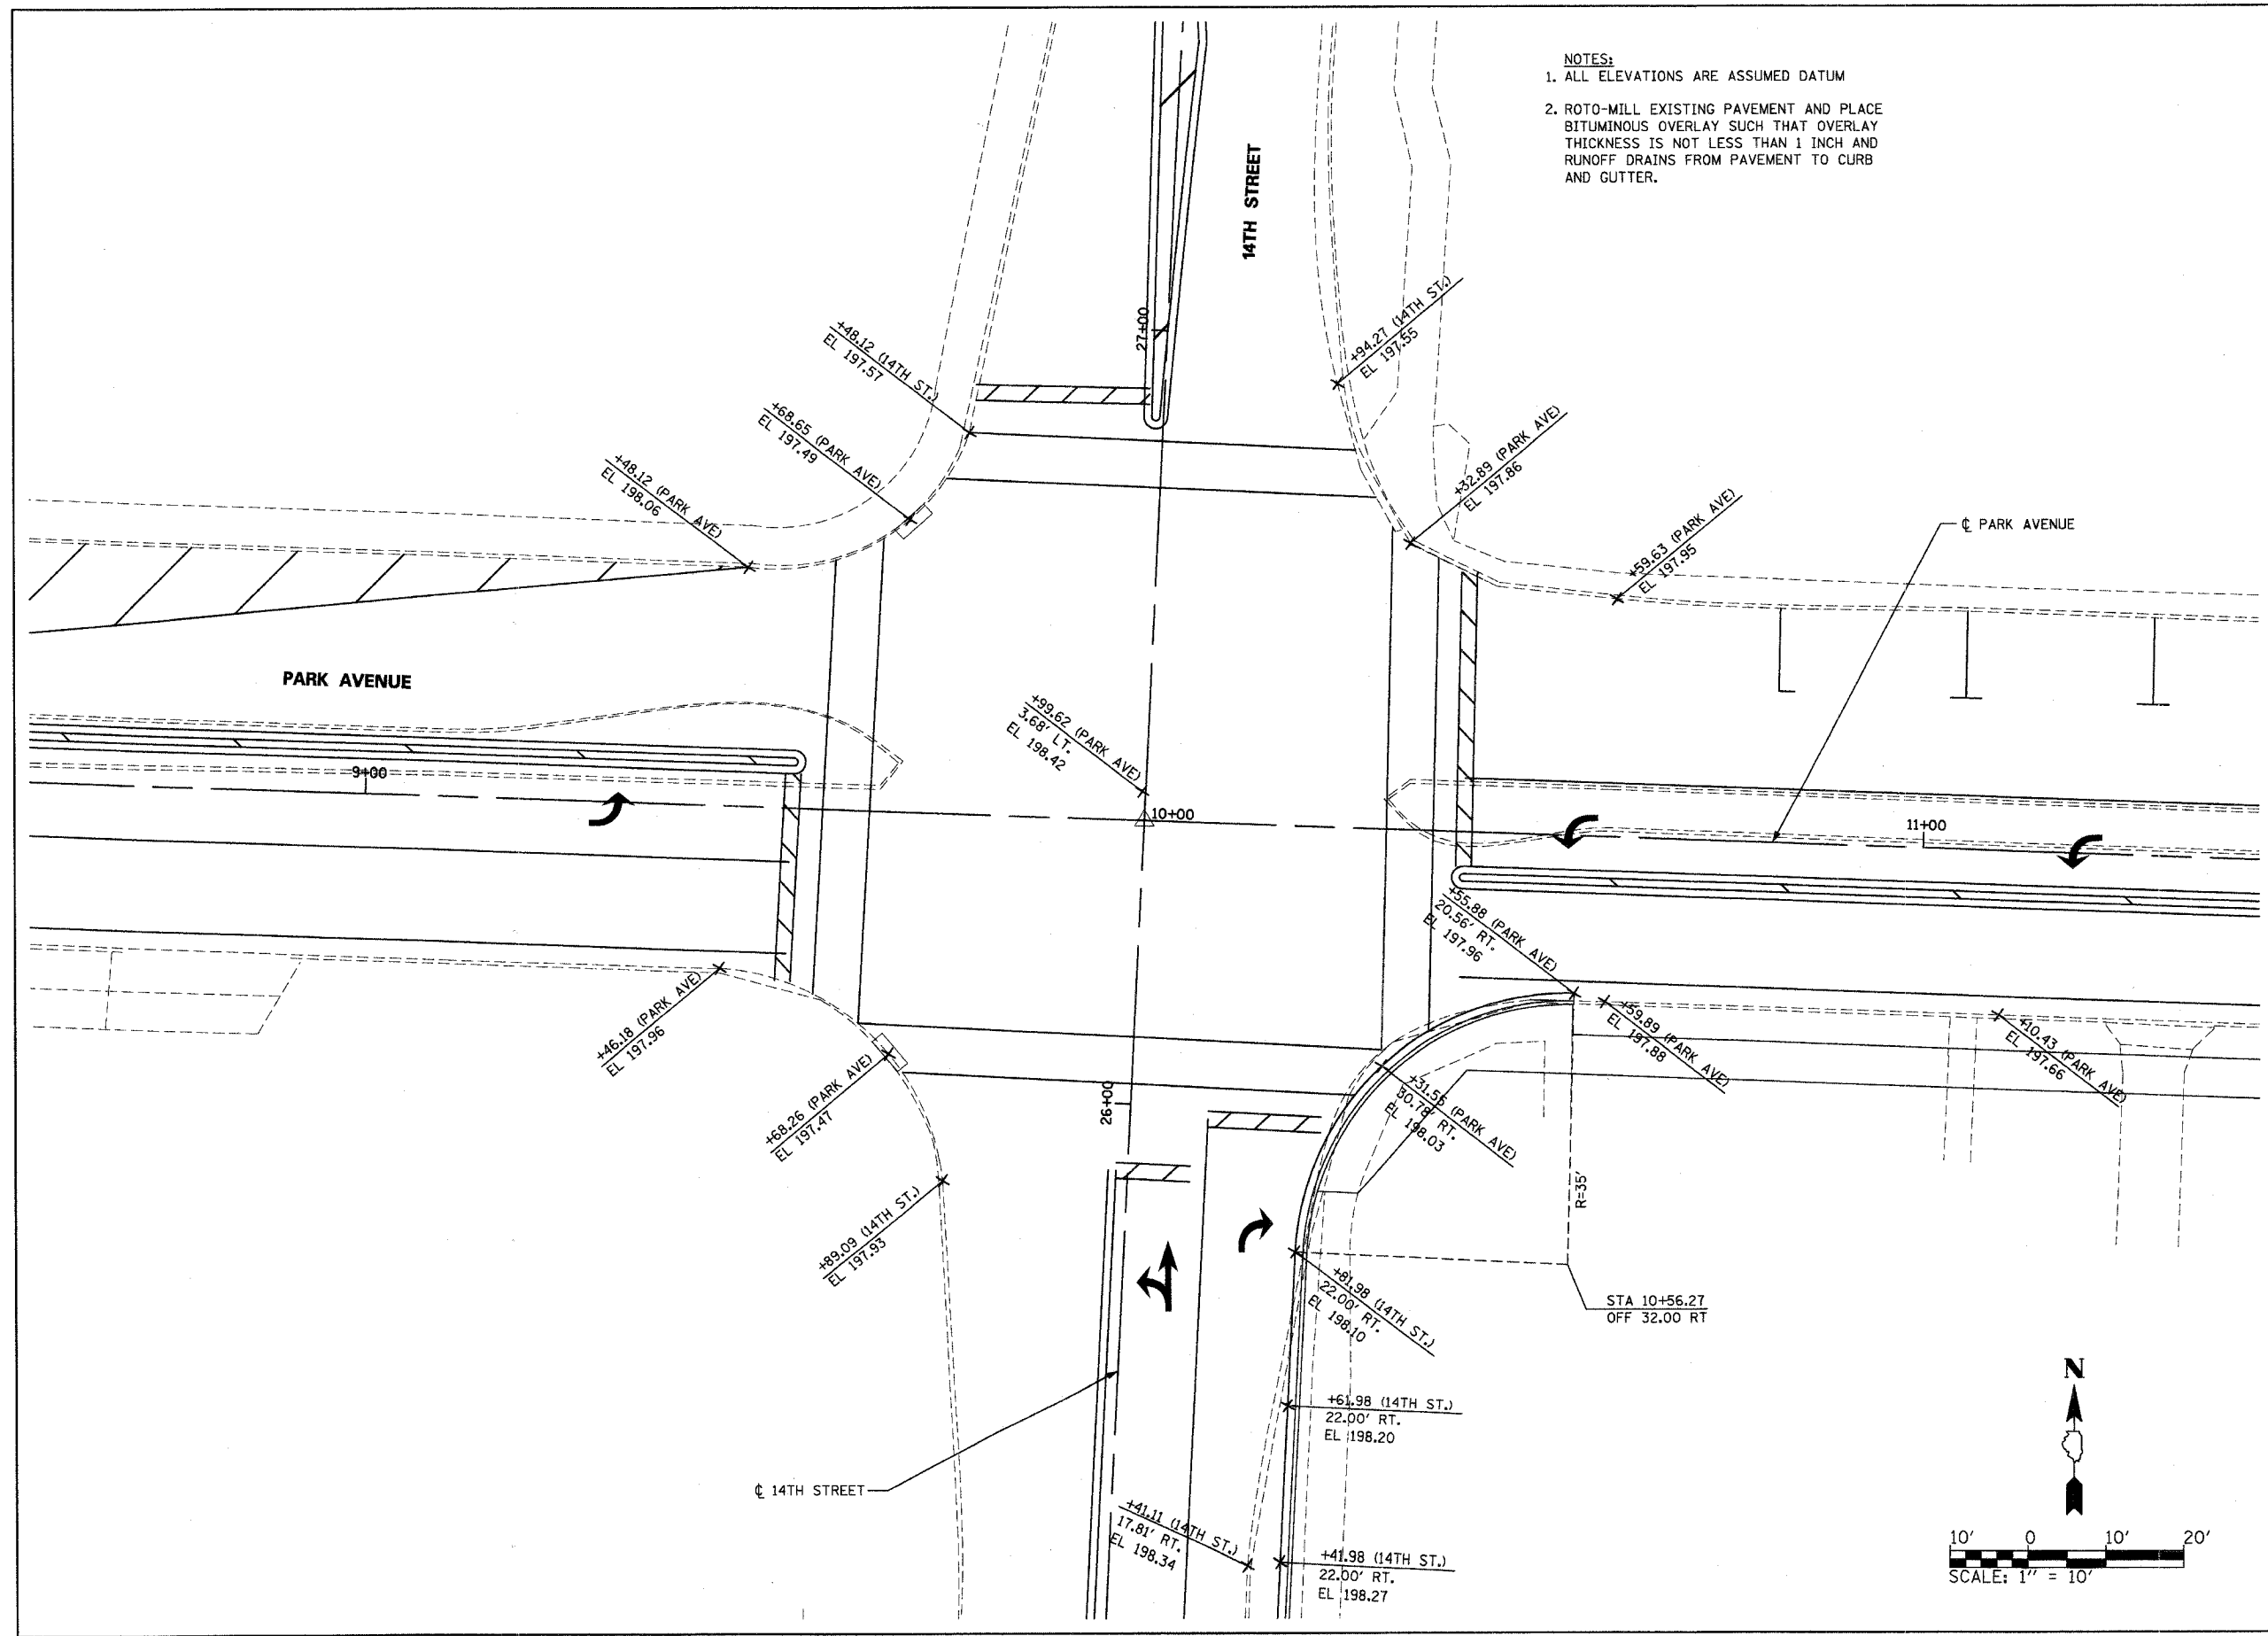 NOTES:
1. ALL ELEVATIONS ARE ASSUMED DATUM
2. ROTO-MILL EXISTING PAVEMENT AND PLACE
BITUMINOUS OVERLAY SUCH THAT OVERLAY
THICKNESS IS NOT LESS THAN 1 INCH AND
RUNOFF DRAINS FROM PAVEMENT TO CURB
AND GUTTER.
14TH STREET
27+00
+48.12 (14TH ST.)
EL 197.57
+94.27 (14TH ST.)
EL 197.55
+68.65 (PARK AVE)
EL 197.49
+48.12 (PARK AVE)
EL 198.06
+32.89 (PARK AVE)
EL 197.86
+59.63 (PARK AVE)
EL 197.95
℄ PARK AVENUE
PARK AVENUE
+99.62 (PARK AVE)
3.68' LT.
EL 198.42
9+00
10+00
11+00
+55.88 (PARK AVE)
20.56' RT.
EL 197.96
+46.18 (PARK AVE)
EL 197.96
+59.89 (PARK AVE)
EL 197.88
+10.43 (PARK AVE)
EL 197.66
+68.26 (PARK AVE)
EL 197.47
26+00
+31.56 (PARK AVE)
30.78' RT.
EL 198.03
R=35'
+89.09 (14TH ST.)
EL 197.93
+81.98 (14TH ST.)
22.00' RT.
EL 198.10
STA 10+56.27
OFF 32.00 RT
+61.98 (14TH ST.)
22.00' RT.
EL 198.20
℄ 14TH STREET
+41.11 (14TH ST.)
17.81' RT.
EL 198.34
+41.98 (14TH ST.)
22.00' RT.
EL 198.27
N
10' 0 10' 20'
SCALE: 1" = 10'